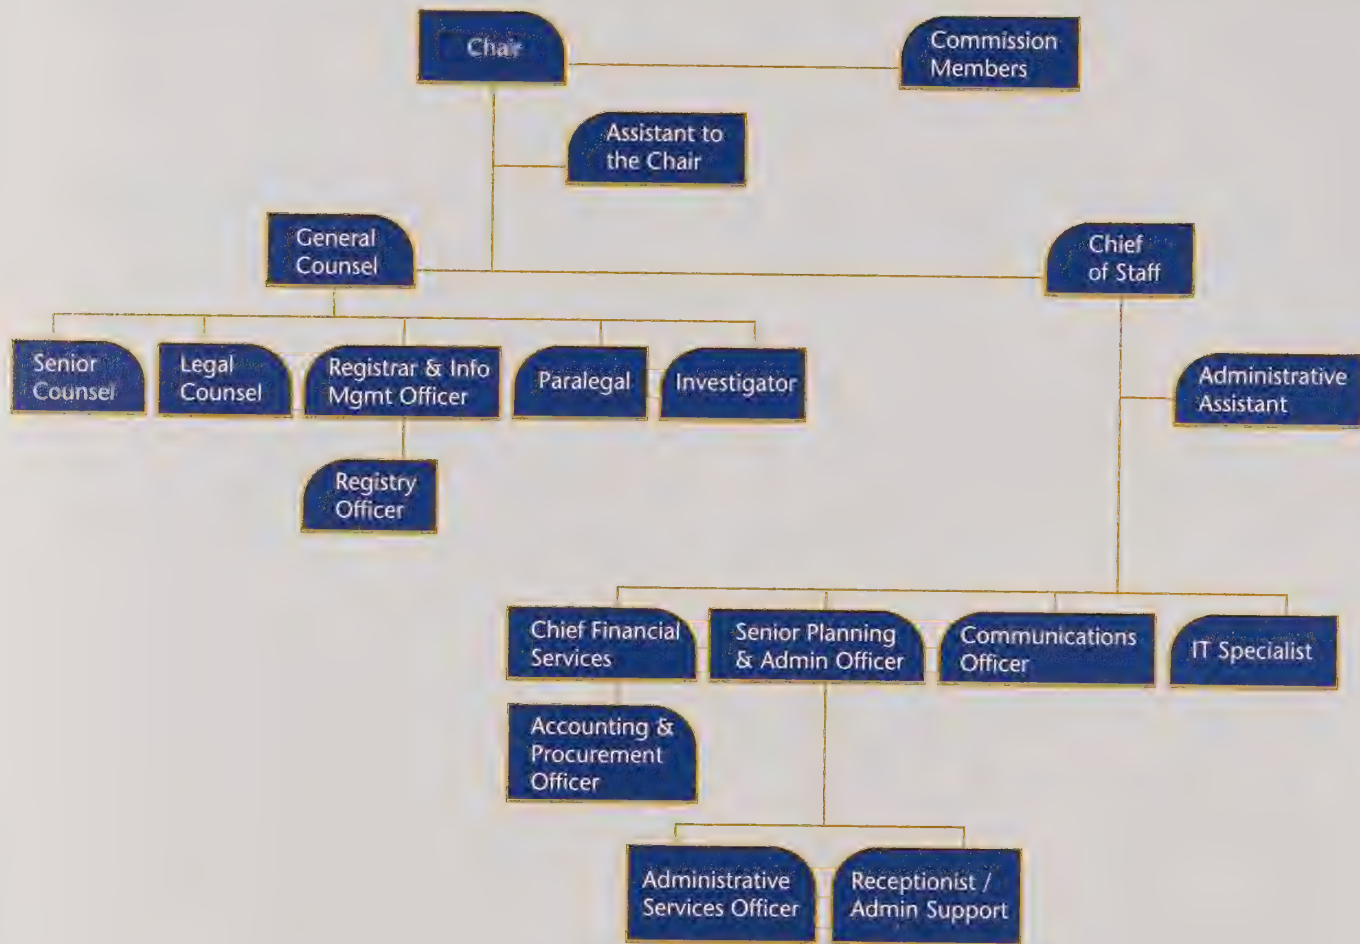 Chair
Commission
Members
Assistant to
the Chair
General
Counsel
Chief
of Staff
Senior
Counsel
Legal
Counsel
Registrar & Info
Mgmt Officer
Paralegal
Investigator
Administrative
Assistant
Registry
Officer
Chief Financial
Services
Senior Planning
& Admin Officer
Communications
Officer
IT Specialist
Accounting &
Procurement
Officer
Administrative
Services Officer
Receptionist /
Admin Support